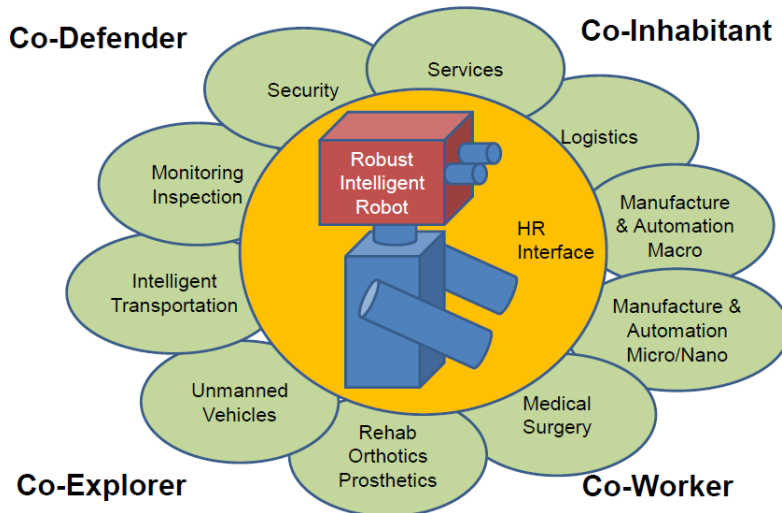 Co-Defender
Co-Inhabitant
Services
Security
Logistics
Robust
Intelligent
Robot
Monitoring
Inspection
HR
Interface
Manufacture
& Automation
Macro
Intelligent
Transportation
Manufacture &
Automation
Micro/Nano
Unmanned
Vehicles
Medical
Surgery
Rehab
Orthotics
Prosthetics
Co-Explorer
Co-Worker